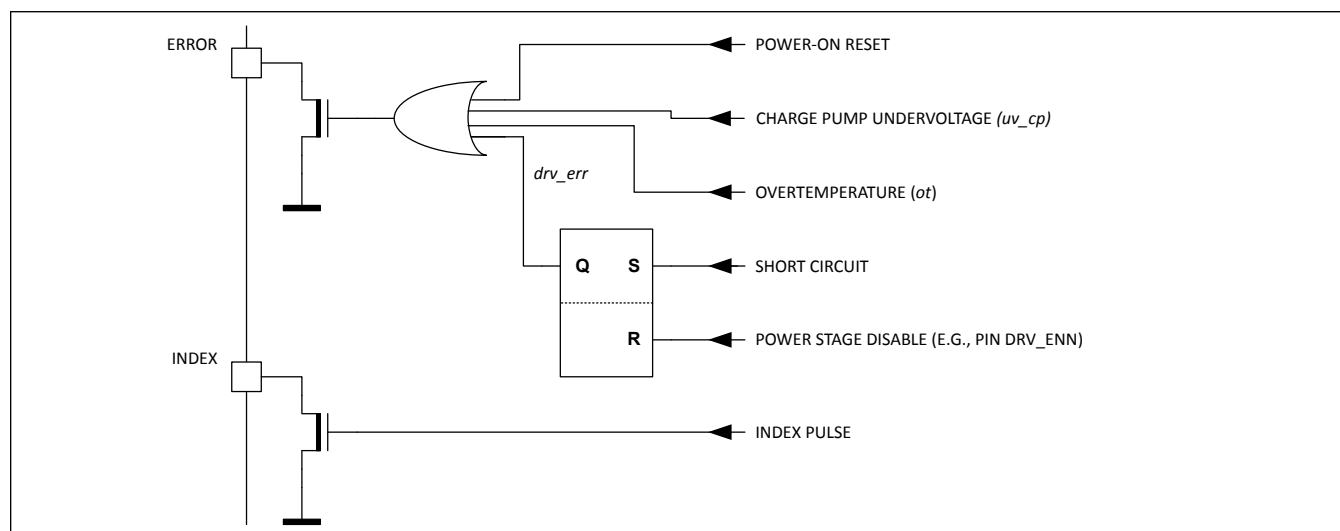 ERROR
POWER-ON RESET
CHARGE PUMP UNDERVOLTAGE (uv_cp)
drv_err
OVERTEMPERATURE (ot)
Q
S
SHORT CIRCUIT
R
POWER STAGE DISABLE (E.G., PIN DRV_ENN)
INDEX
INDEX PULSE